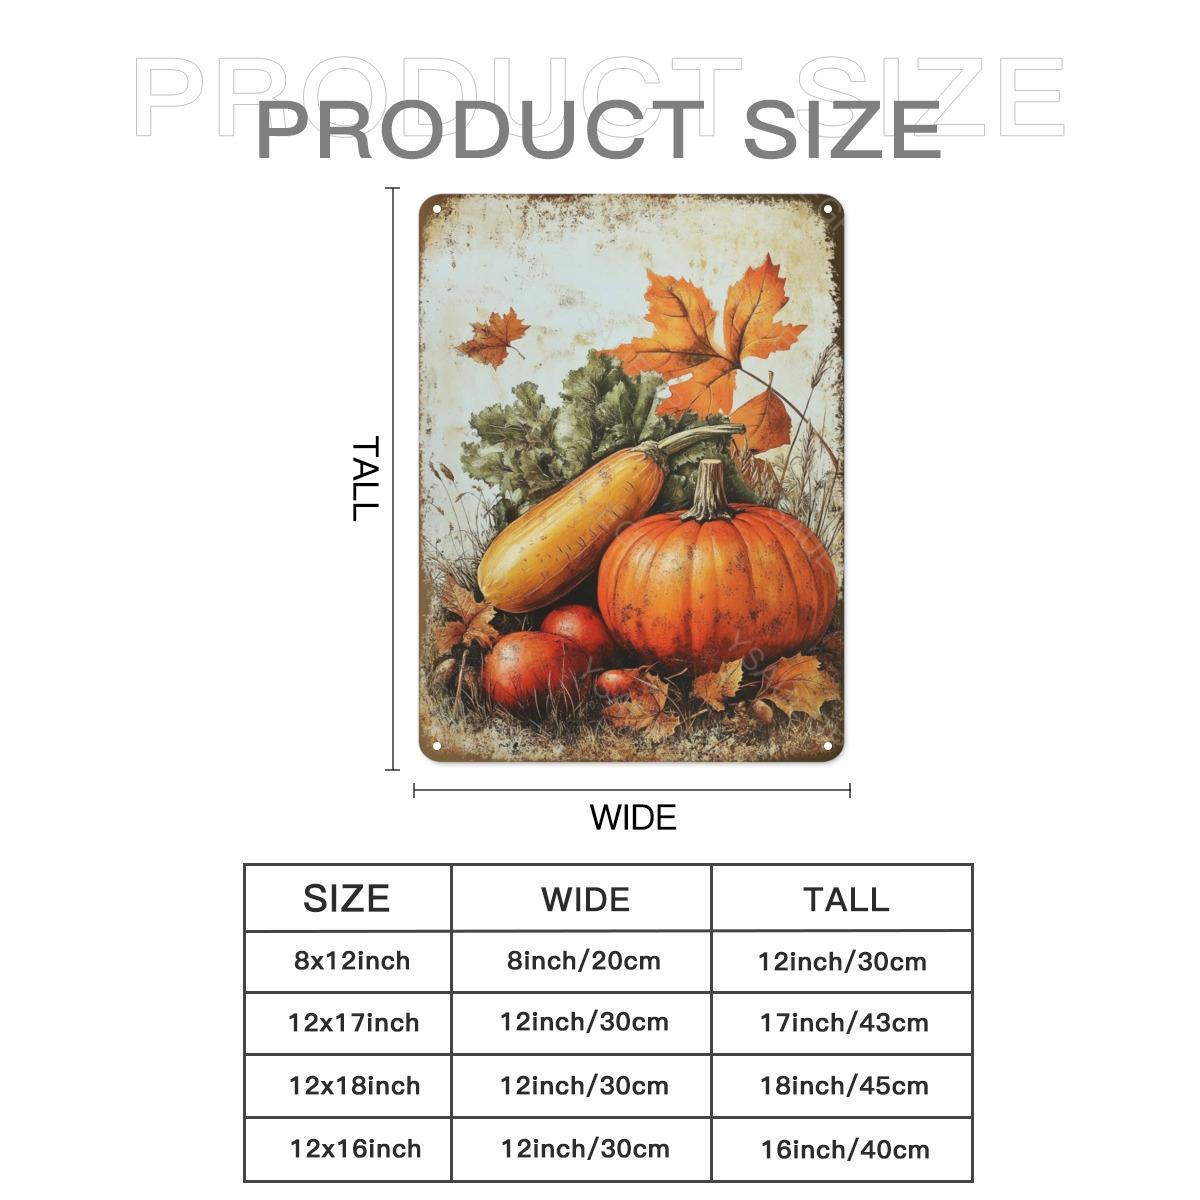 PRODUCT SIZE
PRODUCT SIZE
TALL
WIDE
SIZE WIDE TALL
8x12inch 8inch/20cm 12inch/30cm
12x17inch 12inch/30cm 17inch/43cm
12x18inch 12inch/30cm 18inch/45cm
12x16inch 12inch/30cm 16inch/40cm